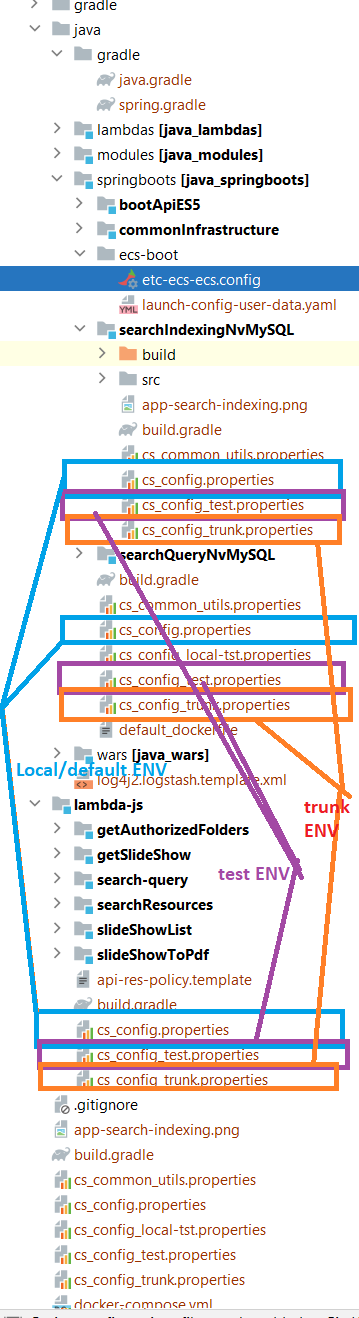 gradle
java
gradle
java.gradle
spring.gradle
lambdas [java_lambdas]
modules [java_modules]
springboots [java_springboots]
bootApiES5
commonInfrastructure
ecs-boot
etc-ecs-ecs.config
launch-config-user-data.yaml
searchIndexingNvMySQL
build
src
app-search-indexing.png
build.gradle
cs_common_utils.properties
cs_config.properties
cs_config_test.properties
cs_config_trunk.properties
searchQueryNvMySQL
build.gradle
cs_common_utils.properties
cs_config.properties
cs_config_local-tst.properties
cs_config_test.properties
cs_config_trunk.properties
default_dockerfile
wars [java_wars]
Local/default ENV
log4j2.logstash.template.xml
trunk
ENV
lambda-js
getAuthorizedFolders
getSlideShow
search-query
test ENV
searchResources
slideShowList
slideShowToPdf
api-res-policy.template
build.gradle
cs_config.properties
cs_config_test.properties
cs_config_trunk.properties
.gitignore
app-search-indexing.png
build.gradle
cs_common_utils.properties
cs_config.properties
cs_config_local-tst.properties
cs_config_test.properties
cs_config_trunk.properties
docker-compose.yml